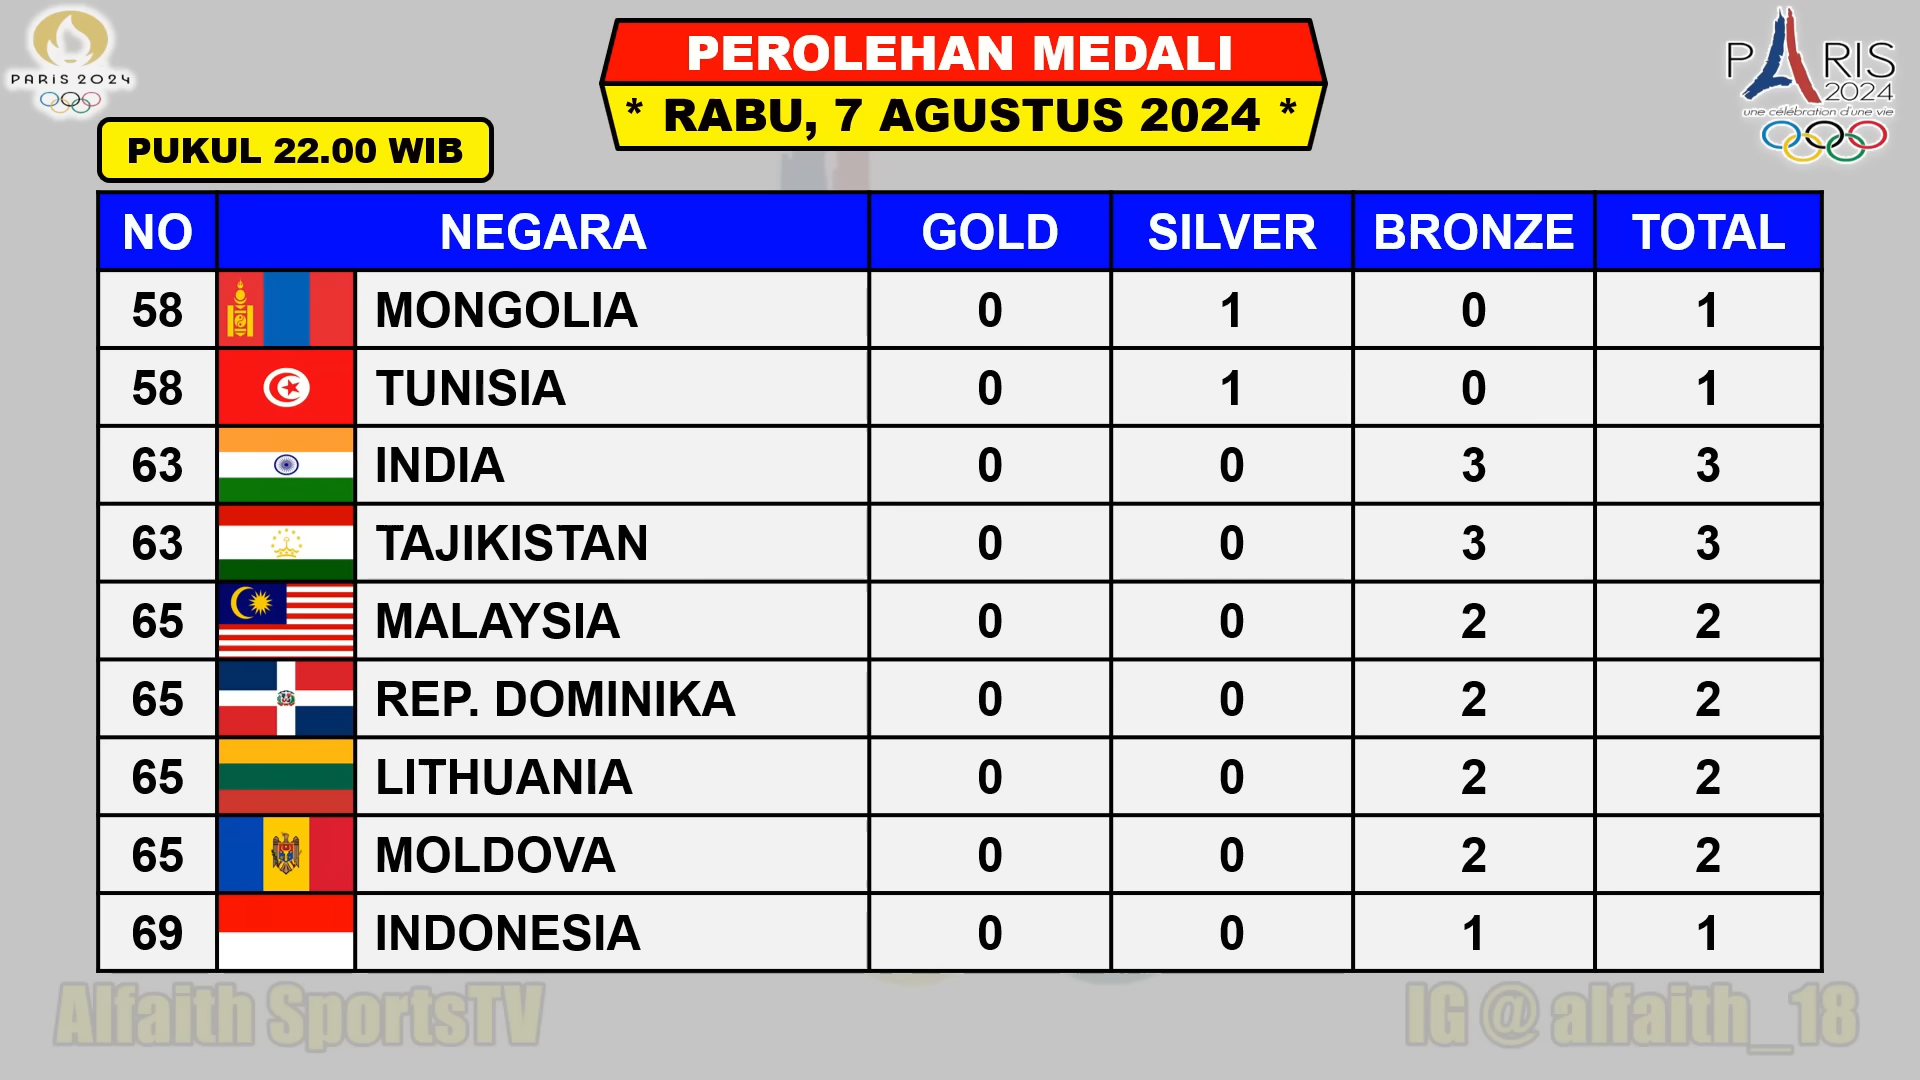 PARIS 2024
PEROLEHAN MEDALI
* RABU, 7 AGUSTUS 2024 *
PARIS
2024
une célébration d'une vie
PUKUL 22.00 WIB
NO NEGARA GOLD SILVER BRONZE TOTAL
58 MONGOLIA 0 1 0 1
58 TUNISIA 0 1 0 1
63 INDIA 0 0 3 3
63 TAJIKISTAN 0 0 3 3
65 MALAYSIA 0 0 2 2
65 REP. DOMINIKA 0 0 2 2
65 LITHUANIA 0 0 2 2
65 MOLDOVA 0 0 2 2
69 INDONESIA 0 0 1 1
Alfaith SportsTV
IG @ alfaith_18